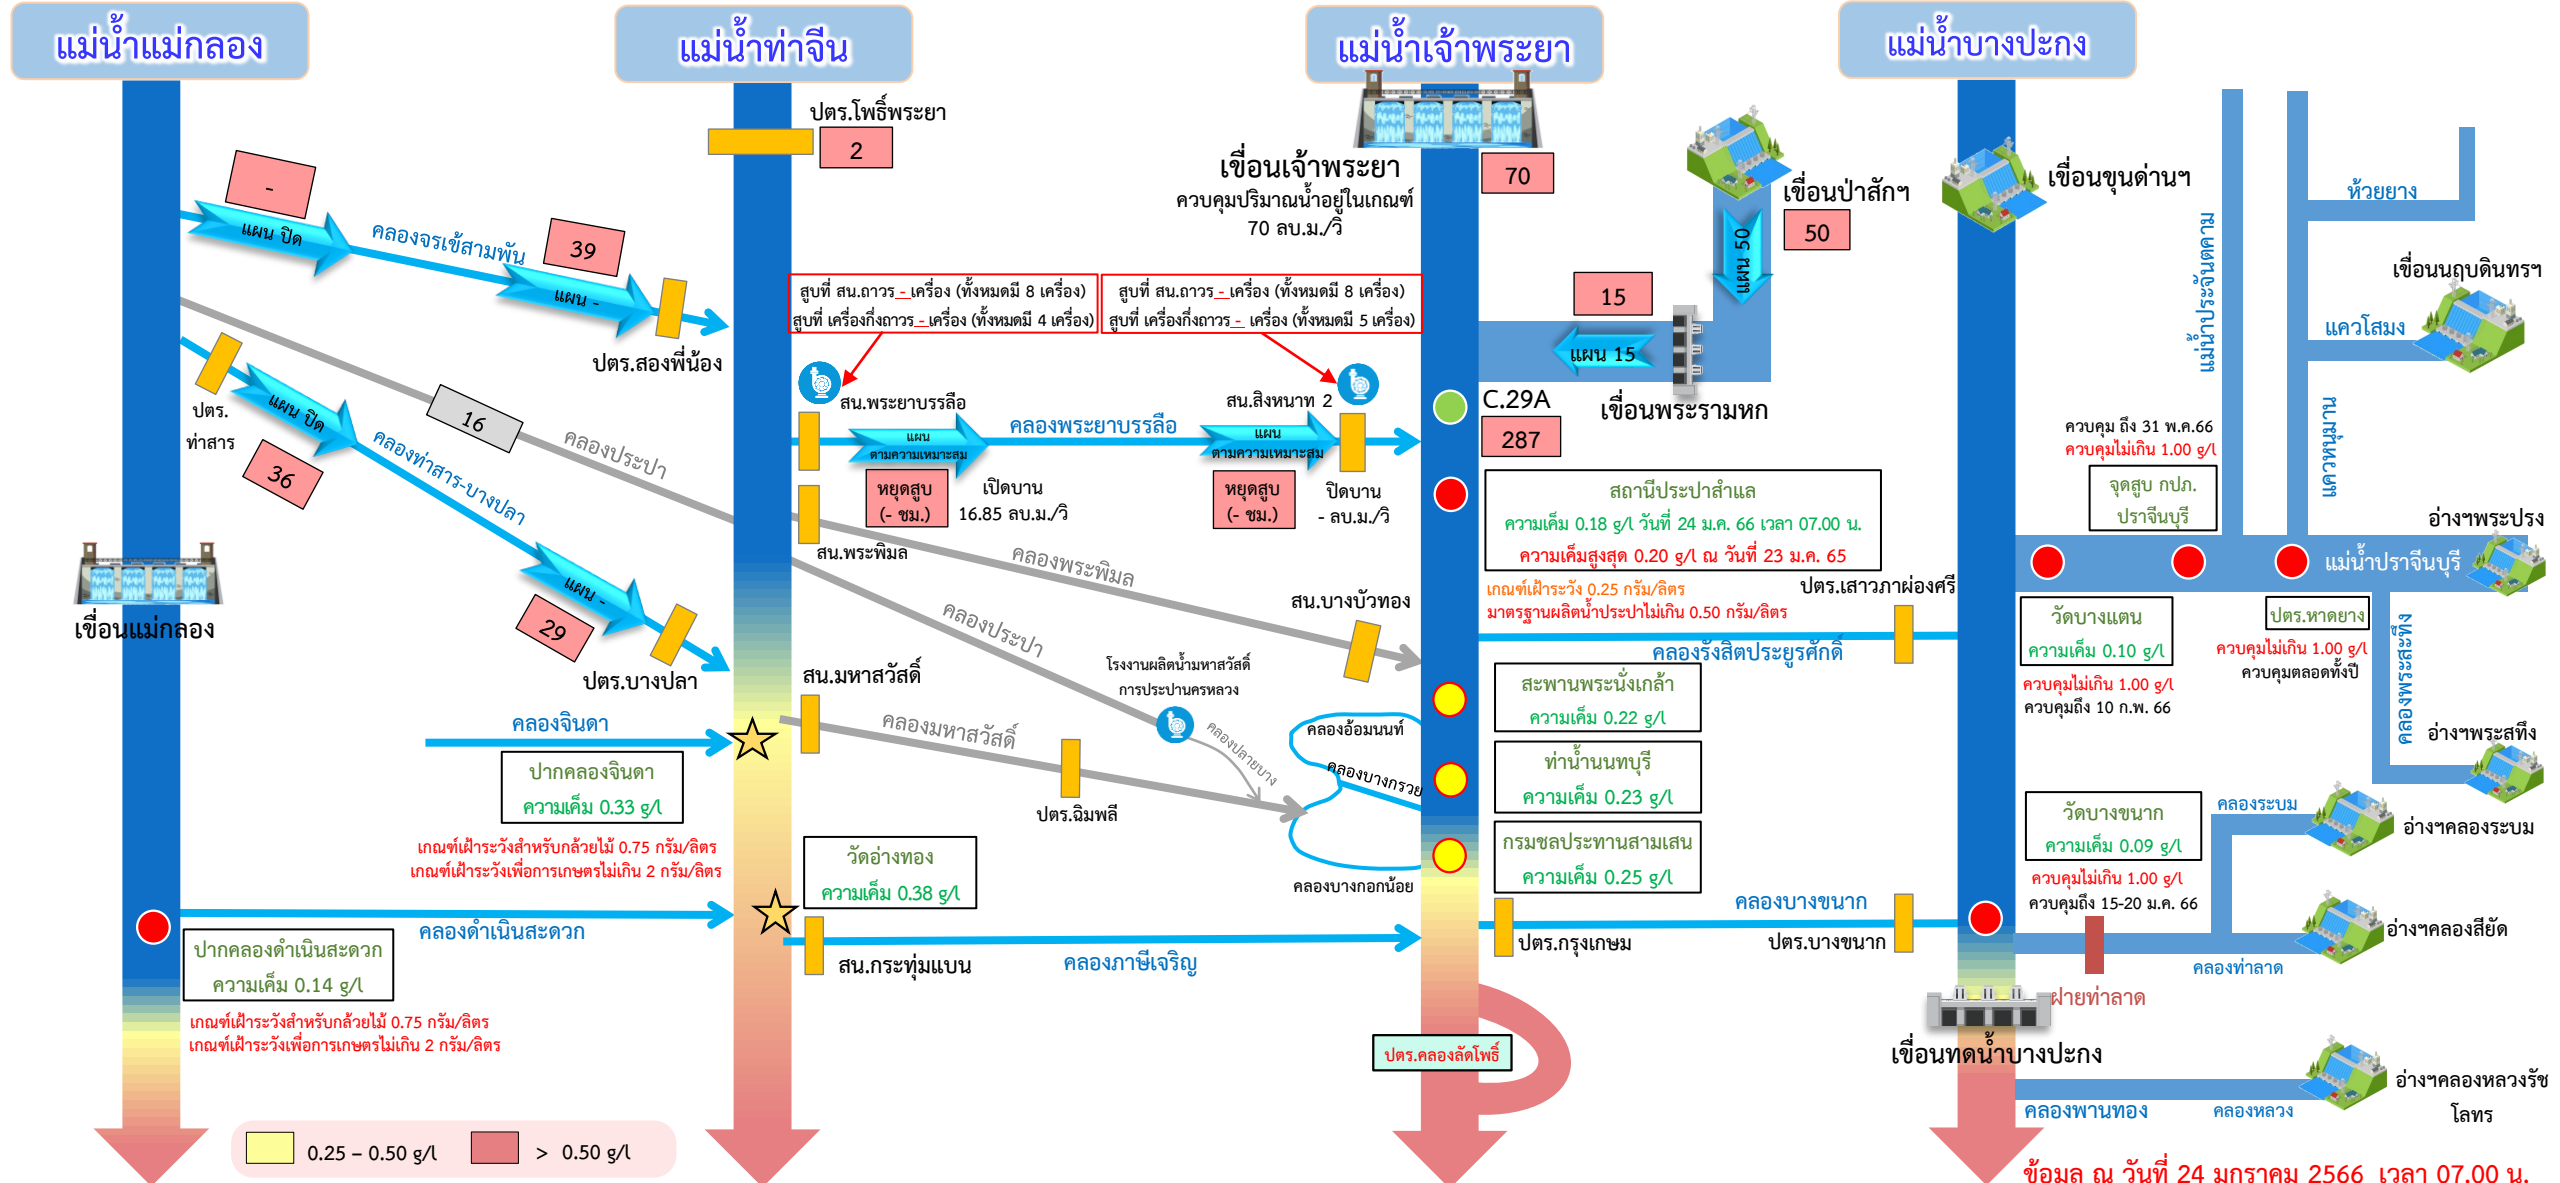 แม่น้ำแม่กลอง
แม่น้ำท่าจีน
แม่น้ำเจ้าพระยา
แม่น้ำบางปะกง
-
แผน ปิด
คลองจรเข้สามพัน
39
แผน -
ปตร.สองพี่น้อง
ปตร.
ท่าสาร
แผน ปิด
36
คลองท่าสาร-บางปลา
16
คลองประปา
แผน -
29
ปตร.บางปลา
เขื่อนแม่กลอง
คลองจินดา
ปากคลองจินดา
ความเค็ม 0.33 g/l
เกณฑ์เฝ้าระวังสำหรับกล้วยไม้ 0.75 กรัม/ลิตร
เกณฑ์เฝ้าระวังเพื่อการเกษตรไม่เกิน 2 กรัม/ลิตร
คลองดำเนินสะดวก
ปากคลองดำเนินสะดวก
ความเค็ม 0.14 g/l
เกณฑ์เฝ้าระวังสำหรับกล้วยไม้ 0.75 กรัม/ลิตร
เกณฑ์เฝ้าระวังเพื่อการเกษตรไม่เกิน 2 กรัม/ลิตร
0.25 – 0.50 g/l
> 0.50 g/l
ปตร.โพธิ์พระยา
2
สูบที่ สน.ถาวร - เครื่อง (ทั้งหมดมี 8 เครื่อง)
สูบที่ เครื่องกึ่งถาวร - เครื่อง (ทั้งหมดมี 4 เครื่อง)
สูบที่ สน.ถาวร - เครื่อง (ทั้งหมดมี 8 เครื่อง)
สูบที่ เครื่องกึ่งถาวร - เครื่อง (ทั้งหมดมี 5 เครื่อง)
สน.พระยาบรรลือ
แผน
ตามความเหมาะสม
หยุดสูบ
(- ชม.)
เปิดบาน
16.85 ลบ.ม./วิ
คลองพระยาบรรลือ
สน.สิงหนาท 2
แผน
ตามความเหมาะสม
หยุดสูบ
(- ชม.)
ปิดบาน
- ลบ.ม./วิ
สน.พระพิมล
คลองพระพิมล
สน.บางบัวทอง
คลองประปา
โรงงานผลิตน้ำมหาสวัสดิ์
การประปานครหลวง
คลองปลายบาง
สน.มหาสวัสดิ์
คลองมหาสวัสดิ์
ปตร.ฉิมพลี
คลองอ้อมนนท์
คลองบางกรวย
คลองบางกอกน้อย
วัดอ่างทอง
ความเค็ม 0.38 g/l
สน.กระทุ่มแบน
คลองภาษีเจริญ
เขื่อนเจ้าพระยา
ควบคุมปริมาณน้ำอยู่ในเกณฑ์
70 ลบ.ม./วิ
70
เขื่อนป่าสักฯ
50
แผน 50
15
แผน 15
เขื่อนพระรามหก
C.29A
287
สถานีประปาสำแล
ความเค็ม 0.18 g/l วันที่ 24 ม.ค. 66 เวลา 07.00 น.
ความเค็มสูงสุด 0.20 g/l ณ วันที่ 23 ม.ค. 65
เกณฑ์เฝ้าระวัง 0.25 กรัม/ลิตร
มาตรฐานผลิตน้ำประปาไม่เกิน 0.50 กรัม/ลิตร
ปตร.เสาวภาผ่องศรี
คลองรังสิตประยูรศักดิ์
สะพานพระนั่งเกล้า
ความเค็ม 0.22 g/l
ท่าน้ำนนทบุรี
ความเค็ม 0.23 g/l
กรมชลประทานสามเสน
ความเค็ม 0.25 g/l
ปตร.กรุงเกษม
คลองบางขนาก
ปตร.บางขนาก
ปตร.คลองลัดโพธิ์
เขื่อนขุนด่านฯ
แม่น้ำประจันตคาม
ห้วยยาง
เขื่อนนฤบดินทรฯ
แควโสมง
แควหนุมาน
ควบคุม ถึง 31 พ.ค.66
ควบคุมไม่เกิน 1.00 g/l
จุดสูบ กปภ.
ปราจีนบุรี
อ่างฯพระปรง
แม่น้ำปราจีนบุรี
วัดบางแตน
ความเค็ม 0.10 g/l
ควบคุมไม่เกิน 1.00 g/l
ควบคุมถึง 10 ก.พ. 66
ปตร.หาดยาง
ควบคุมไม่เกิน 1.00 g/l
ควบคุมตลอดทั้งปี
คลองพระสะทึง
อ่างฯพระสทึง
วัดบางขนาก
ความเค็ม 0.09 g/l
ควบคุมไม่เกิน 1.00 g/l
ควบคุมถึง 15-20 ม.ค. 66
คลองระบม
อ่างฯคลองระบม
อ่างฯคลองสียัด
คลองท่าลาด
ฝายท่าลาด
เขื่อนทดน้ำบางปะกง
คลองพานทอง
คลองหลวง
อ่างฯคลองหลวงรัช
โลทร
ข้อมูล ณ วันที่ 24 มกราคม 2566 เวลา 07.00 น.